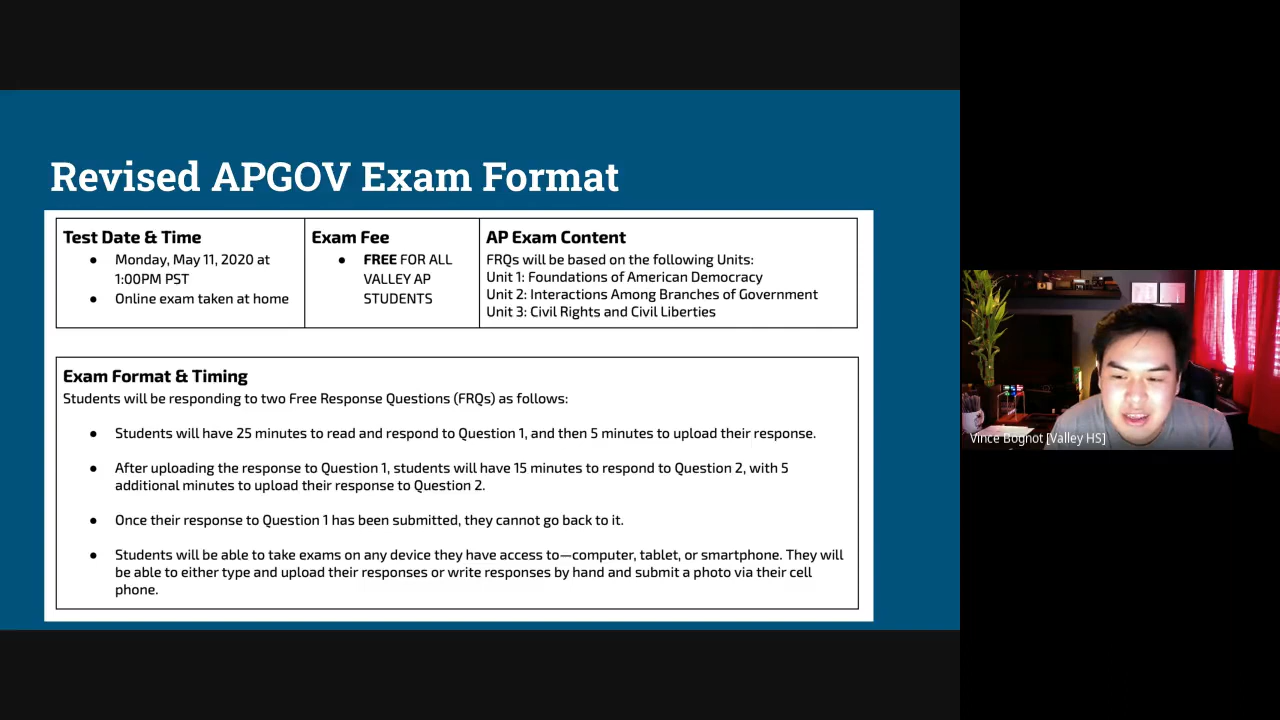 Revised APGOV Exam Format
Test Date & Time
● Monday, May 11, 2020 at
1:00PM PST
● Online exam taken at home
Exam Fee
● FREE FOR ALL
VALLEY AP
STUDENTS
AP Exam Content
FRQs will be based on the following Units:
Unit 1: Foundations of American Democracy
Unit 2: Interactions Among Branches of Government
Unit 3: Civil Rights and Civil Liberties
Exam Format & Timing
Students will be responding to two Free Response Questions (FRQs) as follows:
● Students will have 25 minutes to read and respond to Question 1, and then 5 minutes to upload their response.
● After uploading the response to Question 1, students will have 15 minutes to respond to Question 2, with 5
additional minutes to upload their response to Question 2.
● Once their response to Question 1 has been submitted, they cannot go back to it.
● Students will be able to take exams on any device they have access to—computer, tablet, or smartphone. They will
be able to either type and upload their responses or write responses by hand and submit a photo via their cell
phone.
Vince Bognot [Valley HS]